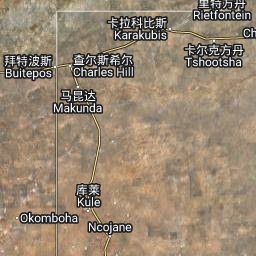 里特方丹
Rietfontein
卡拉科比斯
Karakubis
卡尔克方丹
Tshootsha
拜特波斯
Buitepos
查尔斯希尔
Charles Hill
马昆达
Makunda
库莱
Kule
Okomboha
Ncojane